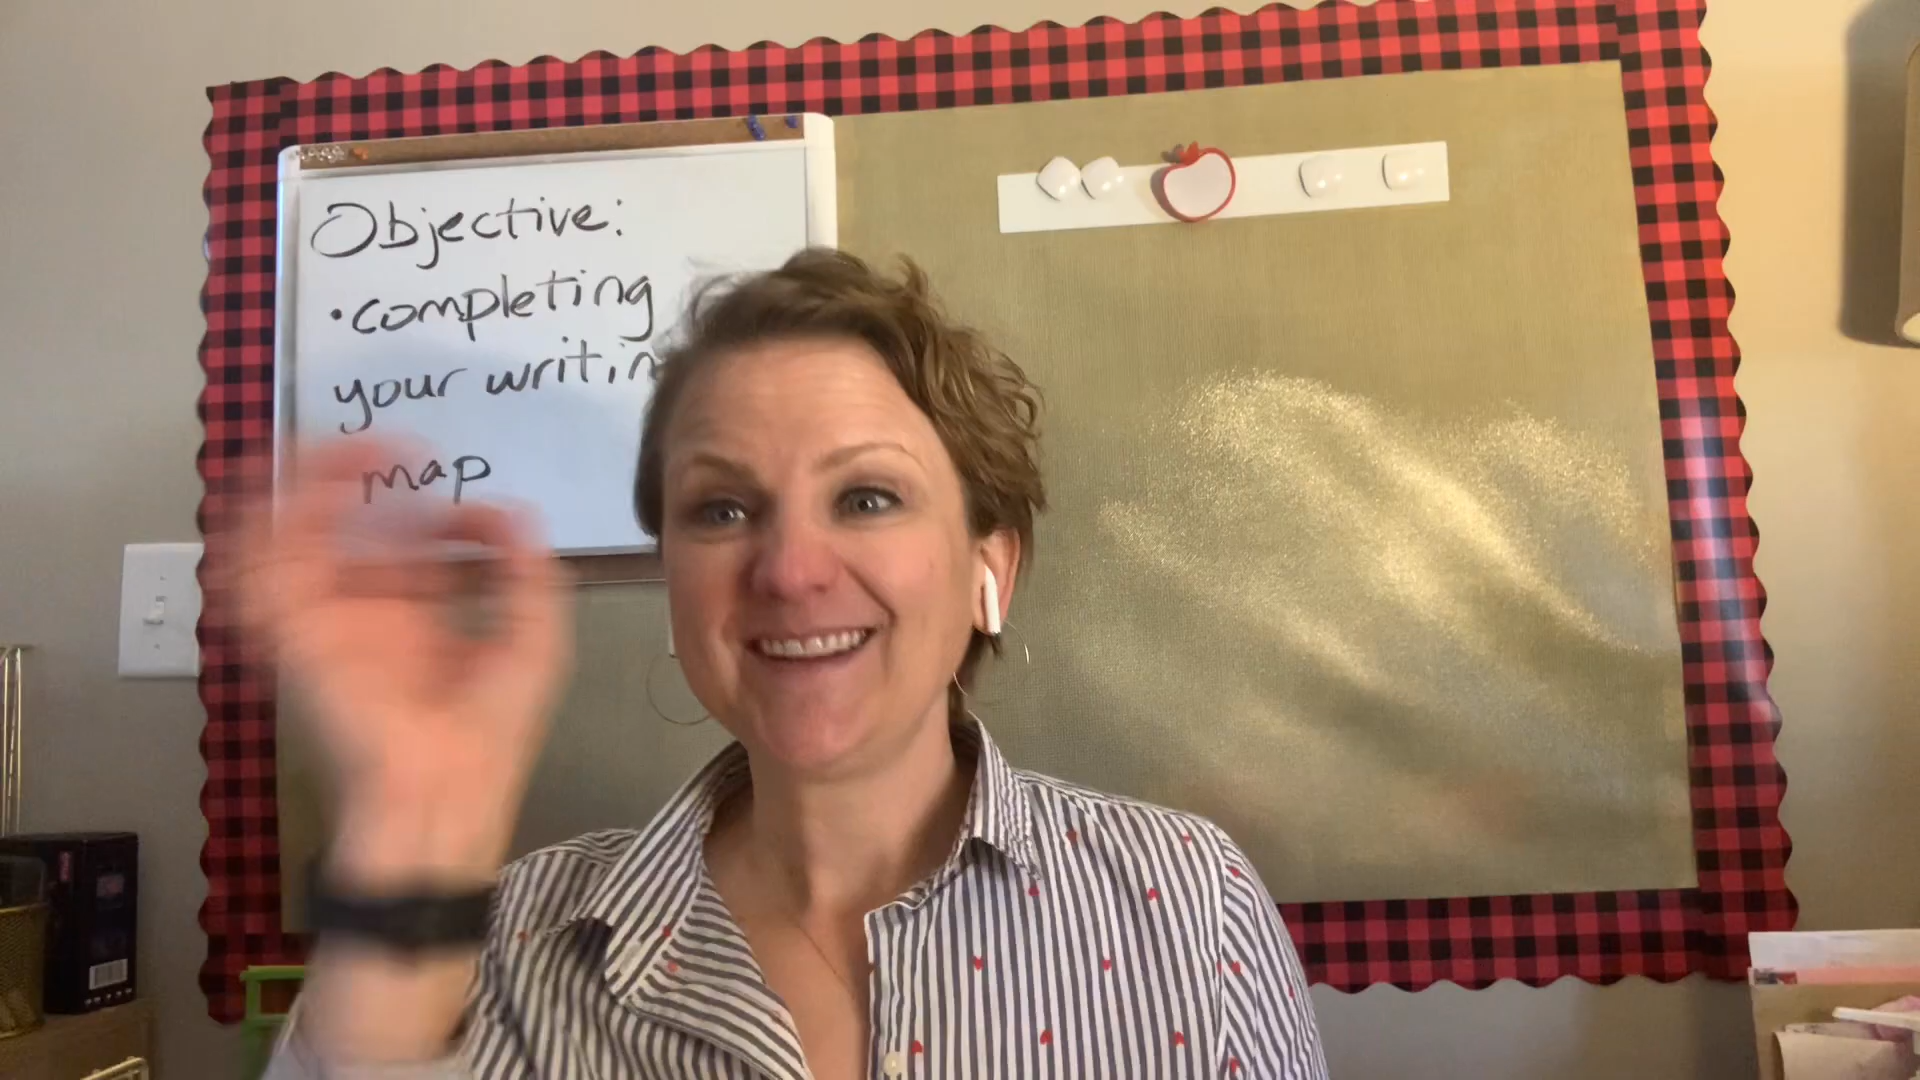 Objective:
• completing
your writin
map